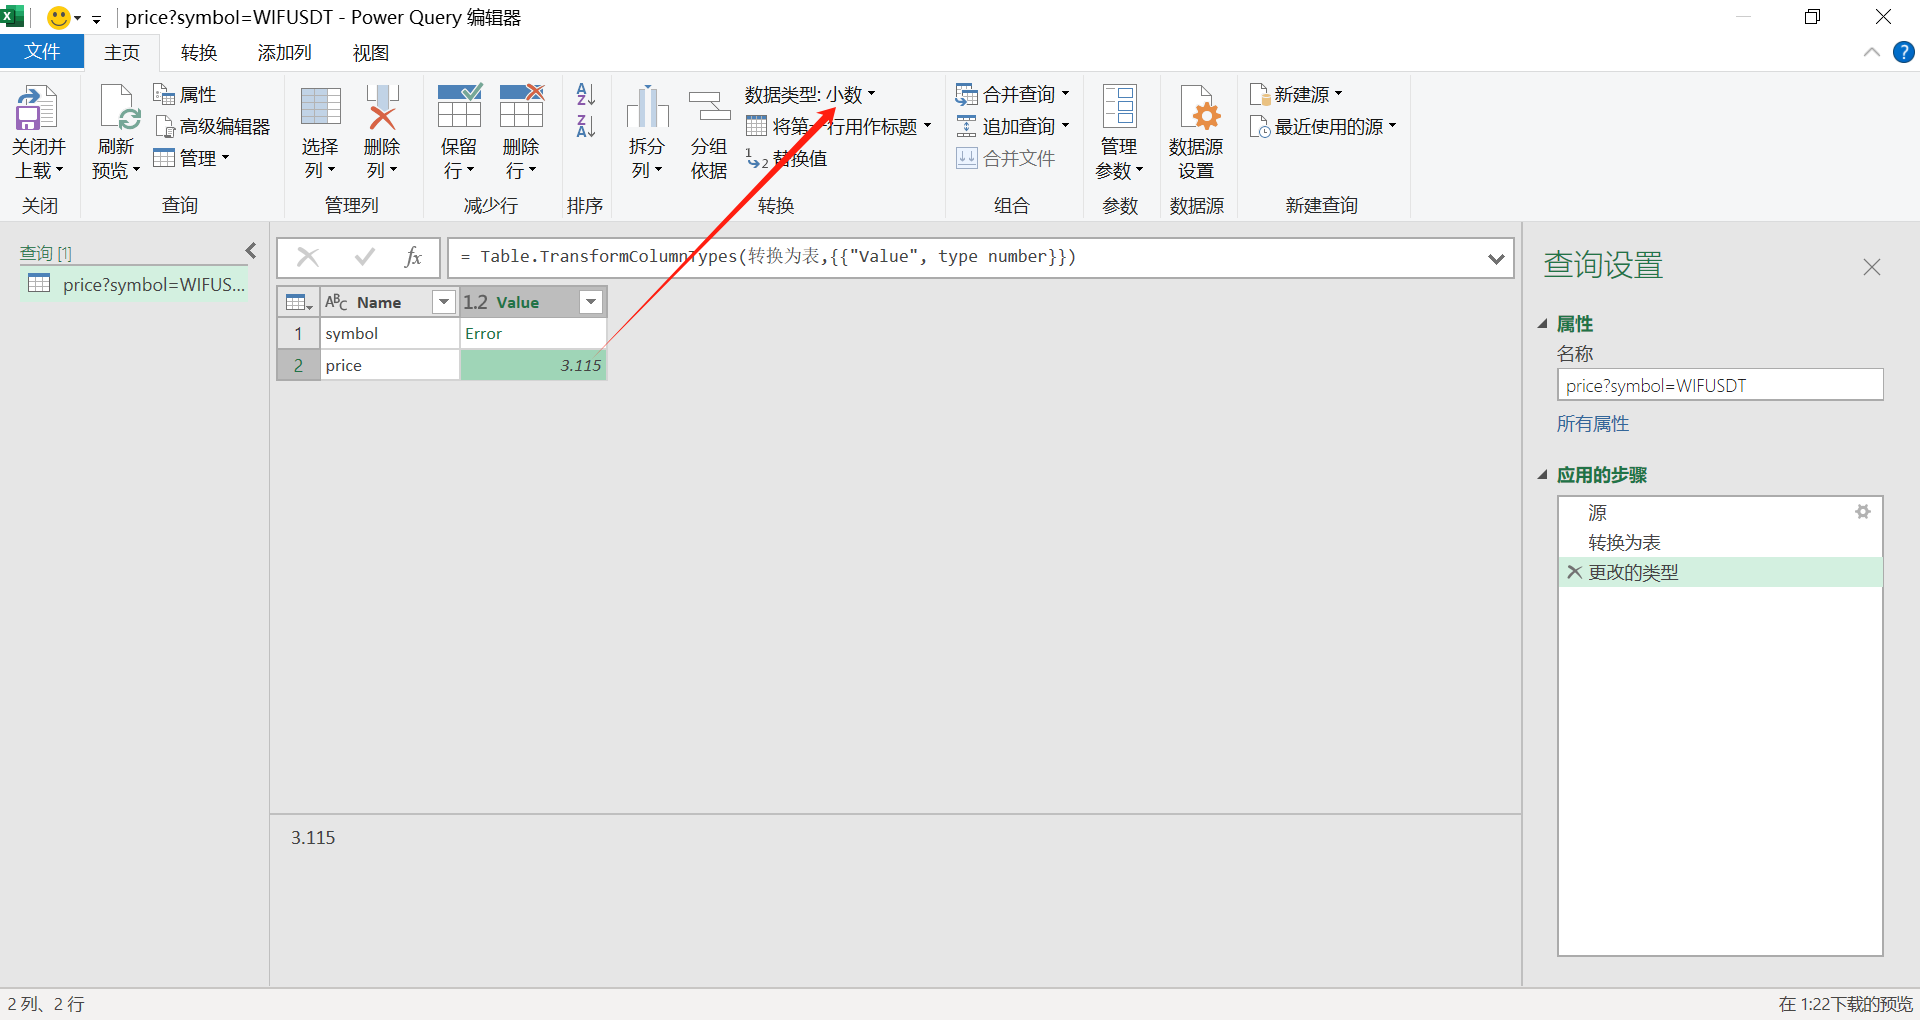 price?symbol=WIFUSDT - Power Query 编辑器
文件 主页 转换 添加列 视图
关闭并上载
关闭
刷新预览
属性
高级编辑器
管理
查询
选择列
删除列
管理列
保留行
删除行
减少行
排序
拆分列
分组依据
数据类型: 小数
将第一行用作标题
替换值
转换
合并查询
追加查询
合并文件
组合
管理参数
参数
数据源设置
数据源
新建源
最近使用的源
新建查询
查询 [1]
price?symbol=WIFUS...
fx
= Table.TransformColumnTypes(转换为表,{{"Value", type number}})
ABC Name 1.2 Value
1 symbol Error
2 price 3.115
3.115
查询设置
属性
名称
price?symbol=WIFUSDT
所有属性
应用的步骤
源
转换为表
更改的类型
2 列、2 行
在 1:22下载的预览